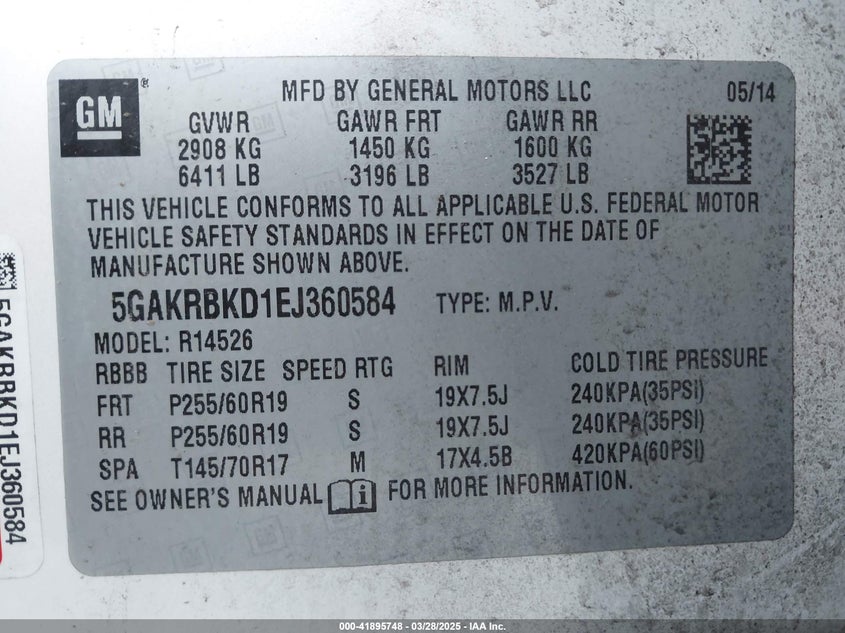 GM
MFD BY GENERAL MOTORS LLC 05/14
GVWR GAWR FRT GAWR RR
2908 KG 1450 KG 1600 KG
6411 LB 3196 LB 3527 LB
THIS VEHICLE CONFORMS TO ALL APPLICABLE U.S. FEDERAL MOTOR
VEHICLE SAFETY STANDARDS IN EFFECT ON THE DATE OF
MANUFACTURE SHOWN ABOVE.
5GAKRBKD1EJ360584 TYPE: M.P.V.
MODEL: R14526
RBBB TIRE SIZE SPEED RTG RIM COLD TIRE PRESSURE
FRT P255/60R19 S 19X7.5J 240KPA(35PSI)
RR P255/60R19 S 19X7.5J 240KPA(35PSI)
SPA T145/70R17 M 17X4.5B 420KPA(60PSI)
SEE OWNER'S MANUAL FOR MORE INFORMATION.
5GAKRBKD1EJ360584
000-41895748 - 03/28/2025 - IAA Inc.